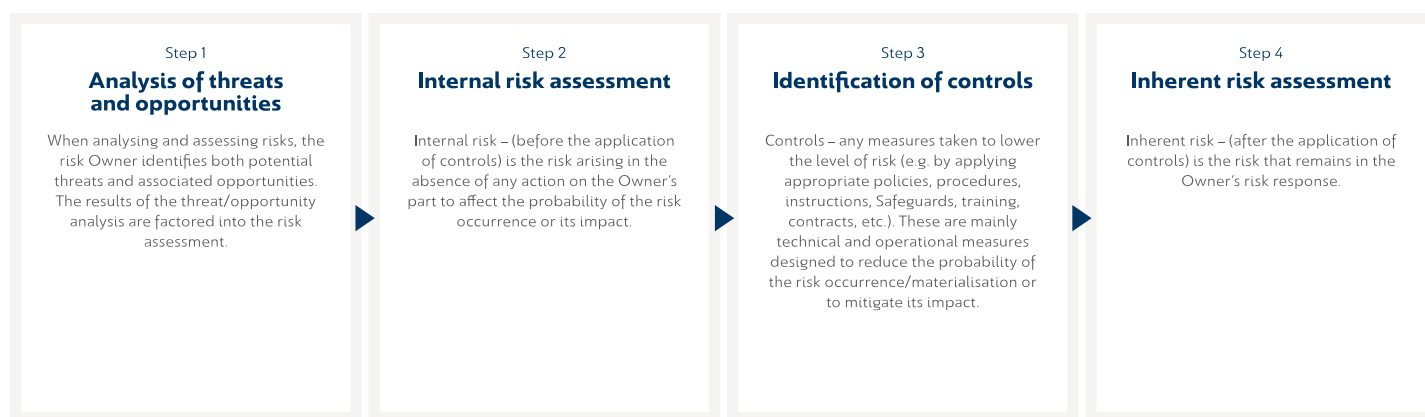 Step 1
Analysis of threats
and opportunities
When analysing and assessing risks, the
risk Owner identifies both potential
threats and associated opportunities.
The results of the threat/opportunity
analysis are factored into the risk
assessment.
Step 2
Internal risk assessment
Internal risk – (before the application
of controls) is the risk arising in the
absence of any action on the Owner's
part to affect the probability of the risk
occurrence or its impact.
Step 3
Identification of controls
Controls – any measures taken to lower
the level of risk (e.g. by applying
appropriate policies, procedures,
instructions, Safeguards, training,
contracts, etc.). These are mainly
technical and operational measures
designed to reduce the probability of
the risk occurrence/materialisation or
to mitigate its impact.
Step 4
Inherent risk assessment
Inherent risk – (after the application of
controls) is the risk that remains in the
Owner's risk response.